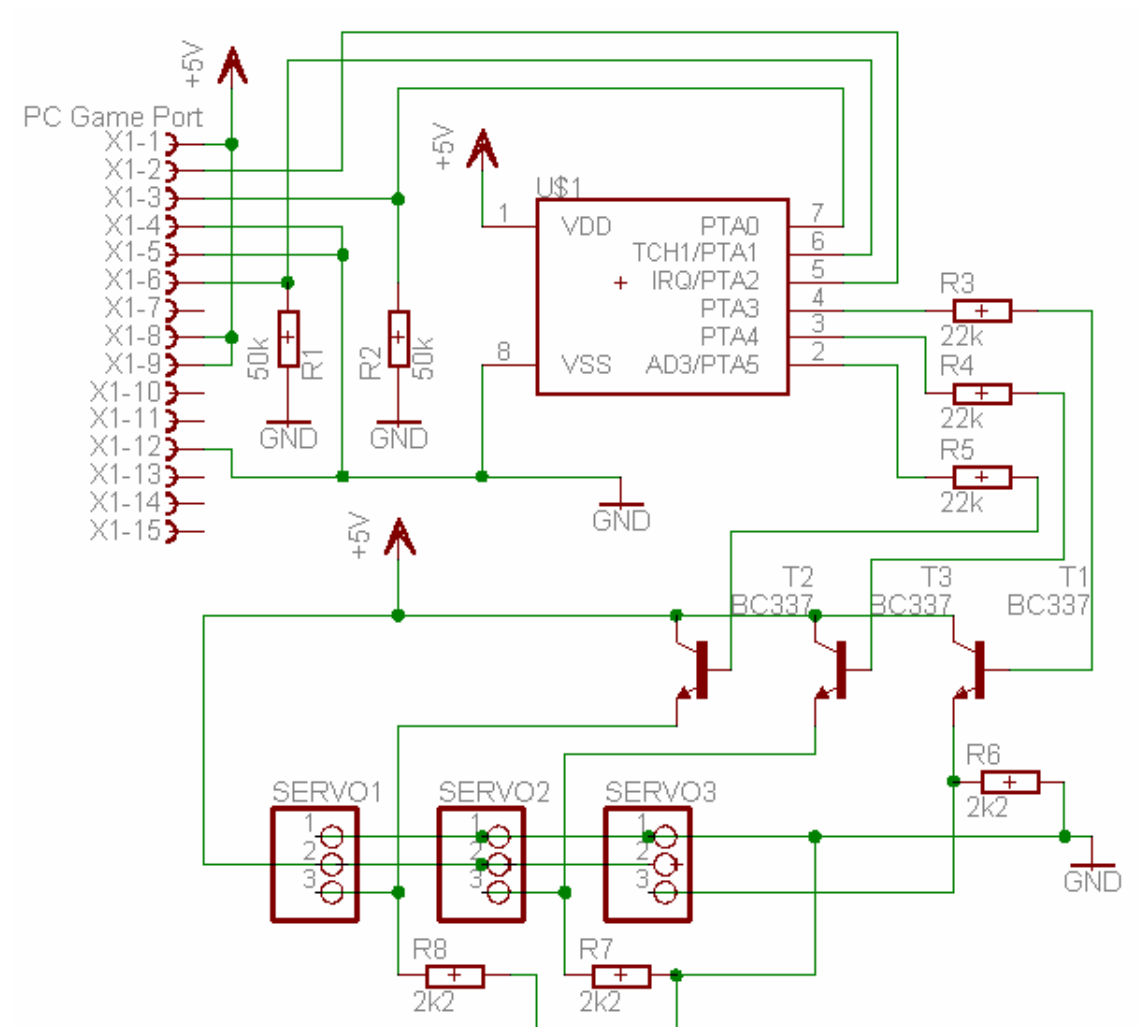 +5V
PC Game Port
X1-1
X1-2
X1-3
X1-4
X1-5
X1-6
X1-7
X1-8
X1-9
X1-10
X1-11
X1-12
X1-13
X1-14
X1-15
50k
R1
GND
R2
50k
GND
+5V
U$1
1 VDD PTA0 7
TCH1/PTA1 6
IRQ/PTA2 5
PTA3 4
PTA4 3
8 VSS AD3/PTA5 2
GND
R3
22k
R4
22k
R5
22k
+5V
T2
BC337
T3
BC337
T1
BC337
R6
2k2
GND
SERVO1
1
2
3
SERVO2
1
2
3
SERVO3
1
2
3
R8
2k2
R7
2k2